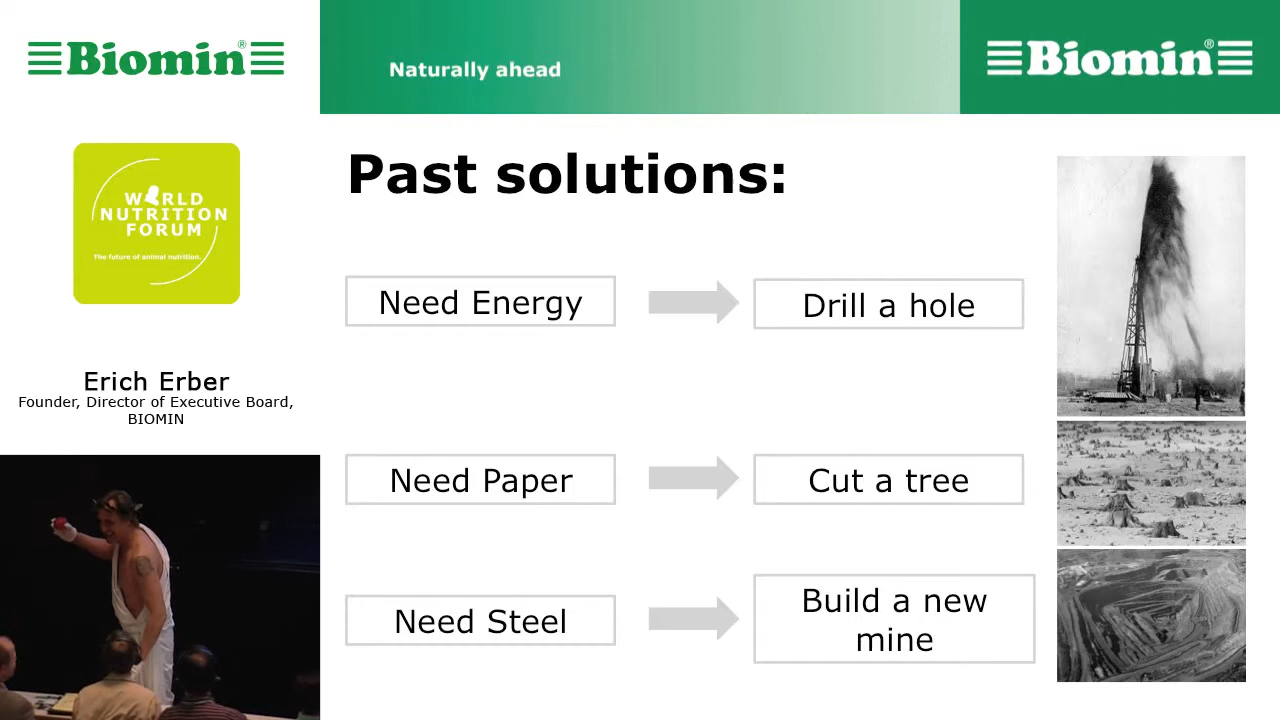 Biomin®
Naturally ahead
Biomin®
WORLD
NUTRITION
FORUM
The future of animal nutrition.
Erich Erber
Founder, Director of Executive Board,
BIOMIN
Past solutions:
Need Energy
Drill a hole
Need Paper
Cut a tree
Need Steel
Build a new
mine